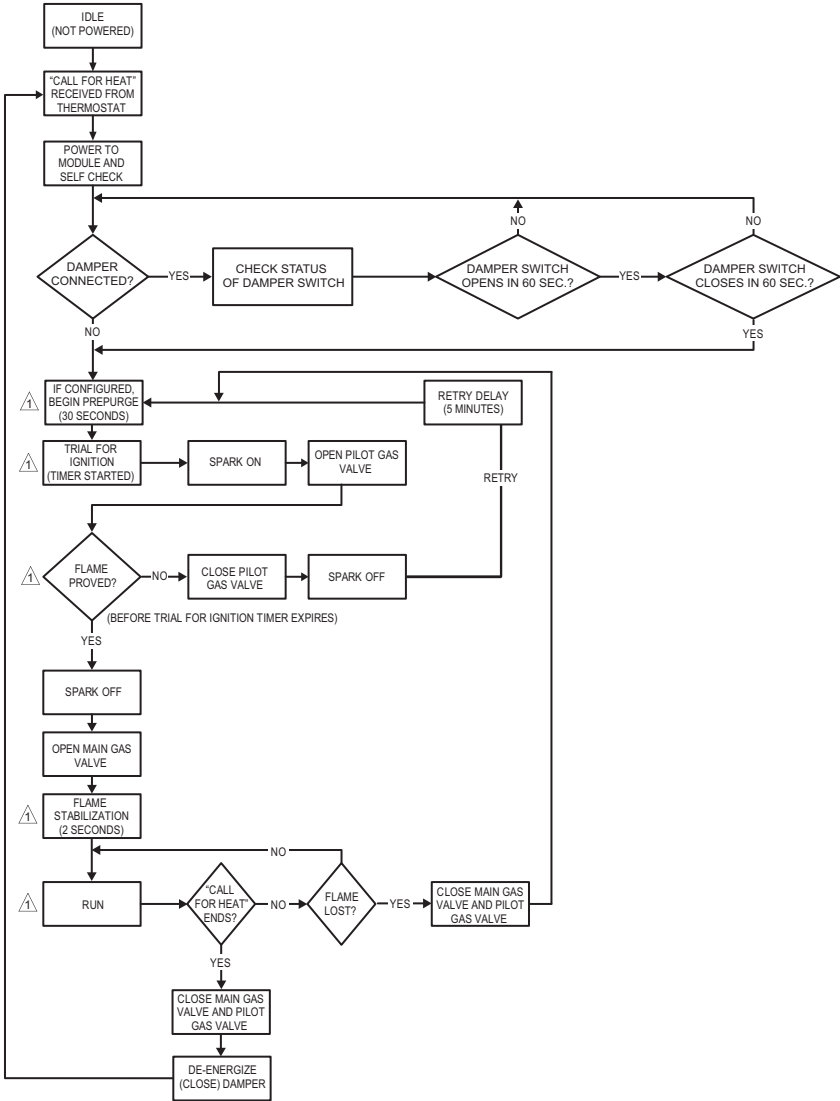 IDLE
(NOT POWERED)
“CALL FOR HEAT”
RECEIVED FROM
THERMOSTAT
POWER TO
MODULE AND
SELF CHECK
NO
NO
DAMPER
CONNECTED?
YES
CHECK STATUS
OF DAMPER SWITCH
DAMPER SWITCH
OPENS IN 60 SEC.?
YES
DAMPER SWITCH
CLOSES IN 60 SEC.?
NO
YES
1
IF CONFIGURED,
BEGIN PREPURGE
(30 SECONDS)
RETRY DELAY
(5 MINUTES)
1
TRIAL FOR
IGNITION
(TIMER STARTED)
SPARK ON
OPEN PILOT GAS
VALVE
RETRY
1
FLAME
PROVED?
NO
CLOSE PILOT
GAS VALVE
SPARK OFF
(BEFORE TRIAL FOR IGNITION TIMER EXPIRES)
YES
SPARK OFF
OPEN MAIN GAS
VALVE
1
FLAME
STABILIZATION
(2 SECONDS)
NO
1
RUN
“CALL
FOR HEAT”
ENDS?
NO
FLAME
LOST?
YES
CLOSE MAIN GAS
VALVE AND PILOT
GAS VALVE
YES
CLOSE MAIN GAS
VALVE AND PILOT
GAS VALVE
DE-ENERGIZE
(CLOSE) DAMPER